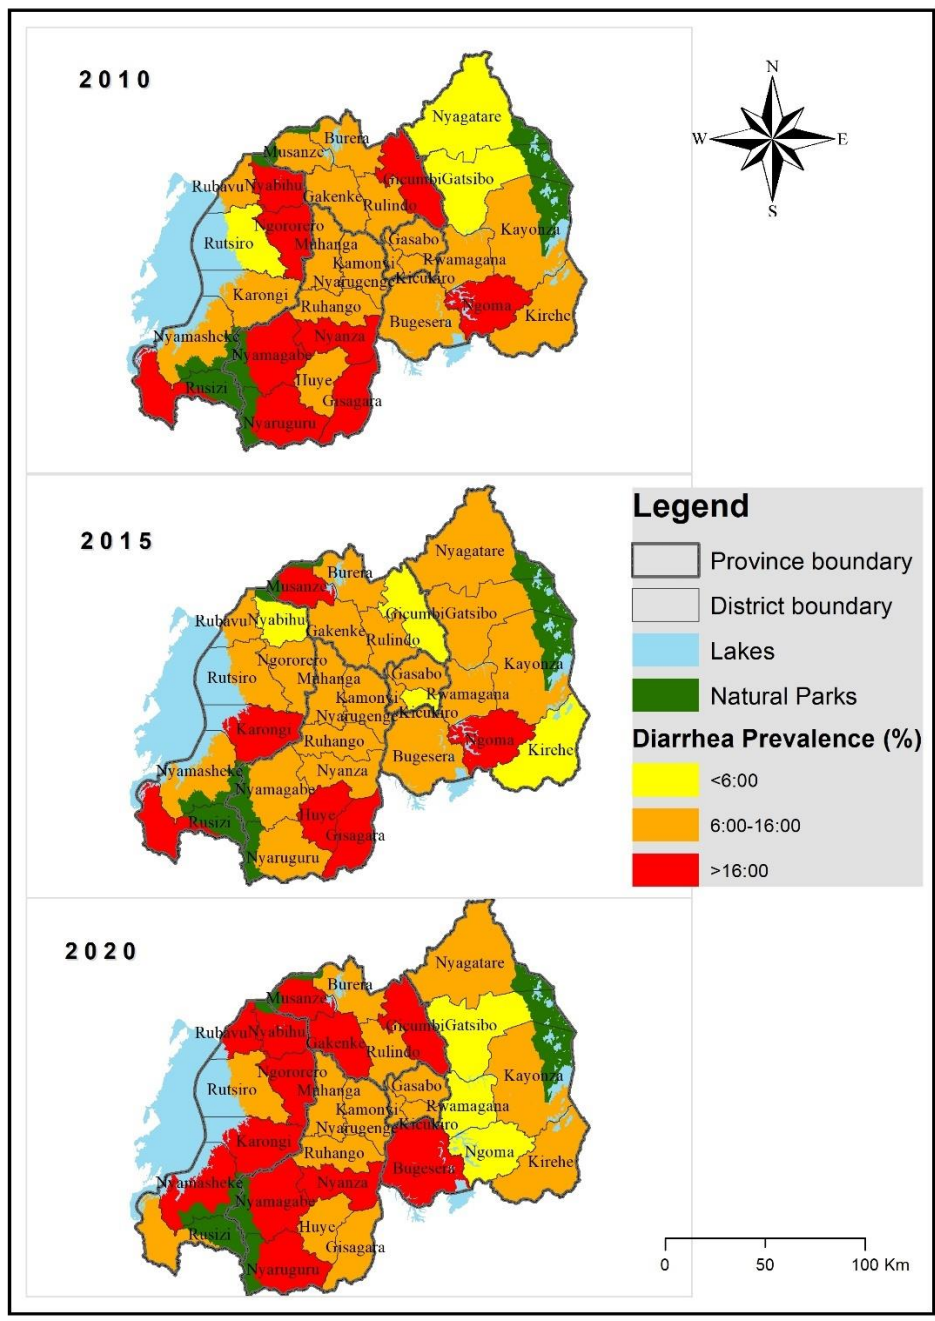 2010
N
W
E
S
Nyagatare
Burera
Musanze
Gicumbi
Gatsibo
Rubavu
Nyabihu
Gakenke
Rulindo
Ngororero
Kayonza
Rutsiro
Muhanga
Gasabo
Kamonyi
Rwamagana
Nyarugenge
Kicukiro
Karongi
Ruhango
Ngoma
Bugesera
Kirehe
Nyamasheke
Nyanza
Nyamagabe
Huye
Rusizi
Gisagara
Nyaruguru
2015
Nyagatare
Burera
Musanze
Gicumbi
Gatsibo
Rubavu
Nyabihu
Gakenke
Rulindo
Ngororero
Kayonza
Rutsiro
Muhanga
Gasabo
Kamonyi
Rwamagana
Nyarugenge
Kicukiro
Karongi
Ruhango
Ngoma
Bugesera
Kirehe
Nyamasheke
Nyanza
Nyamagabe
Huye
Rusizi
Gisagara
Nyaruguru
Legend
Province boundary
District boundary
Lakes
Natural Parks
Diarrhea Prevalence (%)
<6:00
6:00-16:00
>16:00
2020
Nyagatare
Burera
Musanze
Gicumbi
Gatsibo
Rubavu
Nyabihu
Gakenke
Rulindo
Ngororero
Kayonza
Rutsiro
Muhanga
Gasabo
Kamonyi
Rwamagana
Nyarugenge
Kicukiro
Karongi
Ruhango
Ngoma
Bugesera
Kirehe
Nyamasheke
Nyanza
Nyamagabe
Huye
Rusizi
Gisagara
Nyaruguru
0 50 100 Km